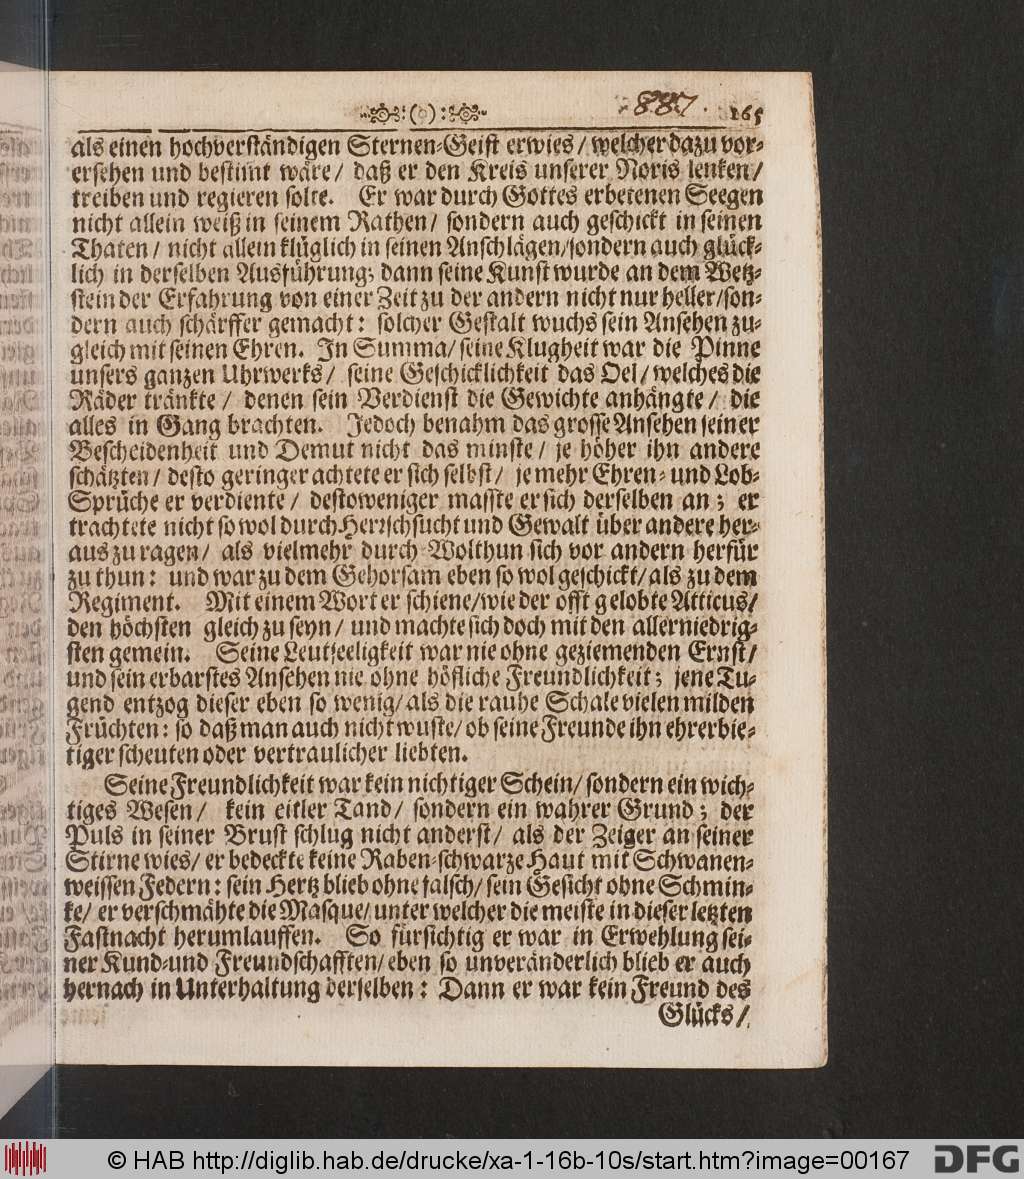 887. 165
als einen hochverständigen Sternen-Geist erwies/ welcher dazu vor-
ersehen und bestimt wäre/ daß er den Kreis unserer Noris lenken/
treiben und regieren solte. Er war durch Gottes erbetenen Seegen
nicht allein weiß in seinem Rathen/ sondern auch geschickt in seinen
Thaten/ nicht allein klüglich in seinen Anschlägen/ sondern auch glück-
lich in derselben Ausführung; dann seine Kunst wurde an dem Wetz-
stein der Erfahrung von einer Zeit zu der andern nicht nur heller/ son-
dern auch schärffer gemacht: solcher Gestalt wuchs sein Ansehen zu-
gleich mit seinen Ehren. In Summa/ seine Klugheit war die Pinne
unsers ganzen Uhrwerks/ seine Geschicklichkeit das Oel/ welches die
Räder tränkte/ denen sein Verdienst die Gewichte anhängte/ die
alles in Gang brachten. Jedoch benahm das grosse Ansehen seiner
Bescheidenheit und Demut nicht das minste/ je höher ihn andere
schätzten/ desto geringer achtete er sich selbst/ je mehr Ehren- und Lob-
Sprüche er verdiente/ destoweniger masste er sich derselben an; er
trachtete nicht so wol durch Herrschsucht und Gewalt über andere her-
aus zu ragen/ als vielmehr durch Wolthun sich vor andern herfür
zu thun: und war zu dem Gehorsam eben so wol geschickt/ als zu dem
Regiment. Mit einem Wort er schiene/ wie der offt gelobte Atticus/
den höchsten gleich zu seyn/ und machte sich doch mit den allerniedrig-
sten gemein. Seine Leutseeligkeit war nie ohne geziemenden Ernst/
und sein erbarstes Ansehen nie ohne höfliche Freundlichkeit; jene Tu-
gend entzog dieser eben so wenig/ als die rauhe Schale vielen milden
Früchten: so daß man auch nicht wuste/ ob seine Freunde ihn ehrerbie-
tiger scheuten oder vertraulicher liebten.
Seine Freundlichkeit war kein nichtiger Schein/ sondern ein wich-
tiges Wesen/ kein eitler Tand/ sondern ein wahrer Grund; der
Puls in seiner Brust schlug nicht anderst/ als der Zeiger an seiner
Stirne wies/ er bedeckte keine Raben-schwarze Haut mit Schwanen-
weissen Federn: sein Hertz blieb ohne falsch/ sein Gesicht ohne Schmin-
ke/ er verschmähte die Masque/ unter welcher die meiste in dieser letzten
Fastnacht herumlauffen. So fürsichtig er war in Erwehlung sei-
ner Kund- und Freundschafften/ eben so unveränderlich blieb er auch
hernach in Unterhaltung derselben: Dann er war kein Freund des
Glücks/
© HAB http://diglib.hab.de/drucke/xa-1-16b-10s/start.htm?image=00167 DFG